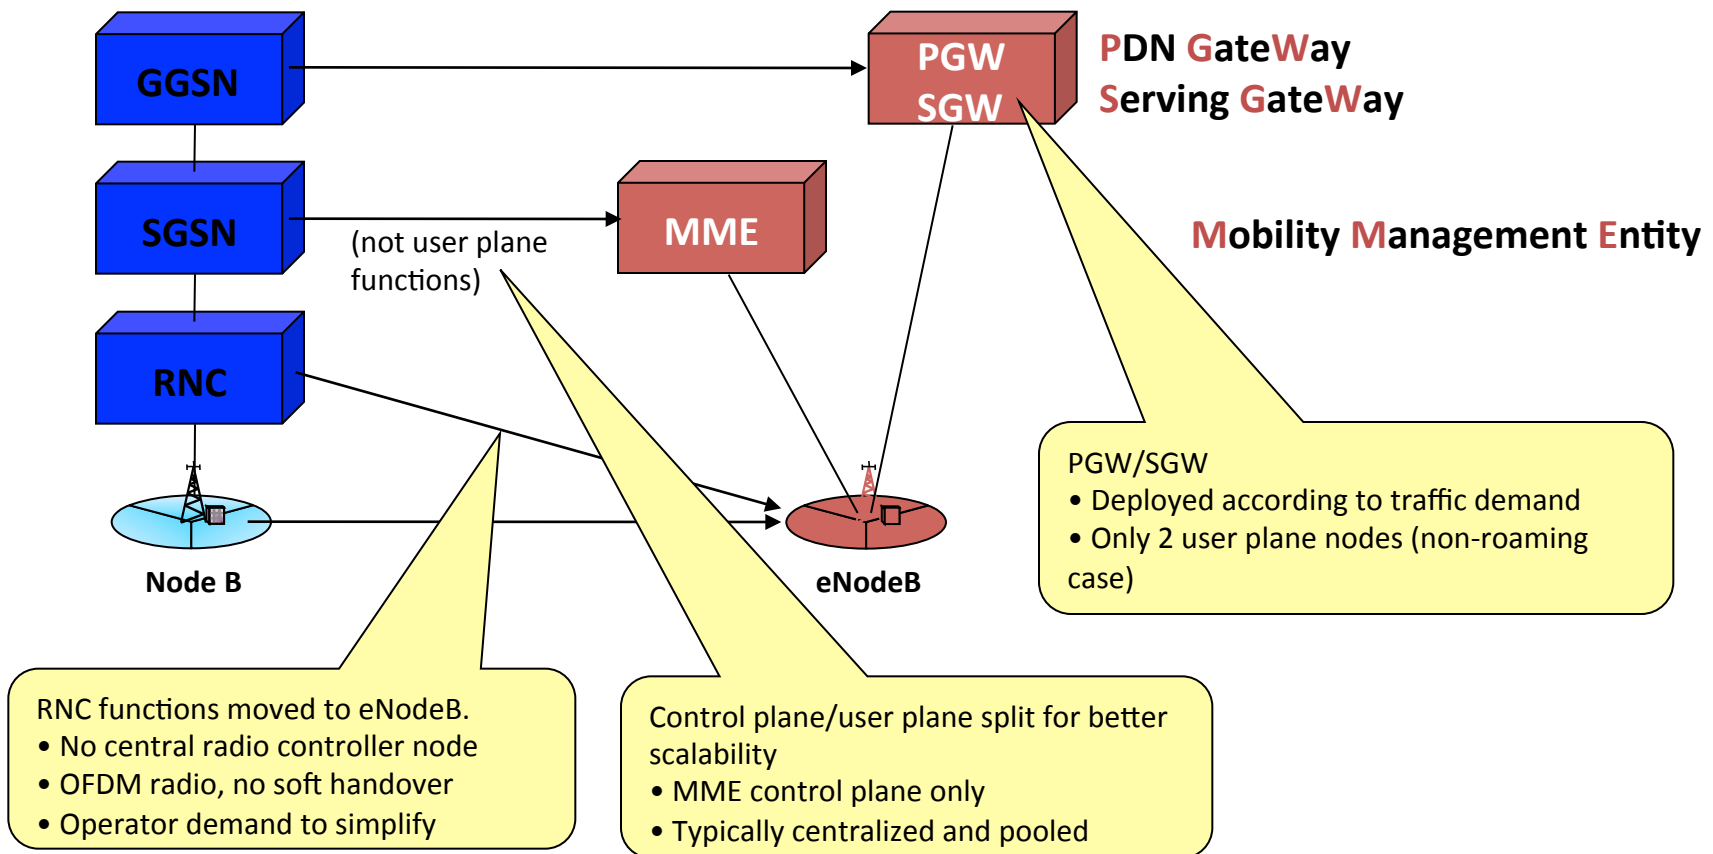 GGSN
PGW
SGW
PDN GateWay
Serving GateWay
SGSN
(not user plane
functions)
MME
Mobility Management Entity
RNC
Node B
eNodeB
PGW/SGW
• Deployed according to traffic demand
• Only 2 user plane nodes (non-roaming
case)
RNC functions moved to eNodeB.
• No central radio controller node
• OFDM radio, no soft handover
• Operator demand to simplify
Control plane/user plane split for better
scalability
• MME control plane only
• Typically centralized and pooled